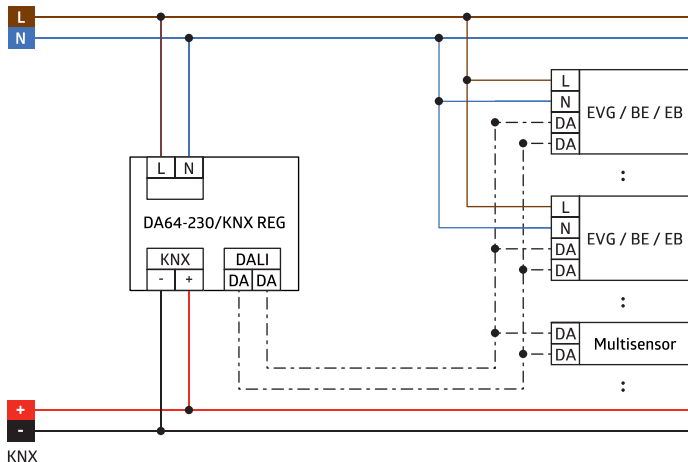 L
N
L
N
DA
DA
EVG / BE / EB
:
L N
DA64-230/KNX REG
KNX
- +
DALI
DA DA
L
N
DA
DA
EVG / BE / EB
:
DA
DA
Multisensor
:
+
-
KNX